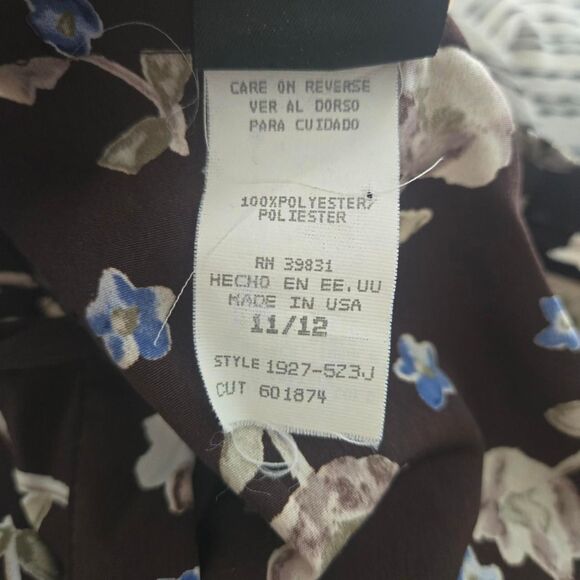 CARE ON REVERSE
VER AL DORSO
PARA CUIDADO
100%POLYESTER/
POLIESTER
RN 39831
HECHO EN EE.UU
MADE IN USA
11/12
STYLE 1927-5Z3J
CUT 601874